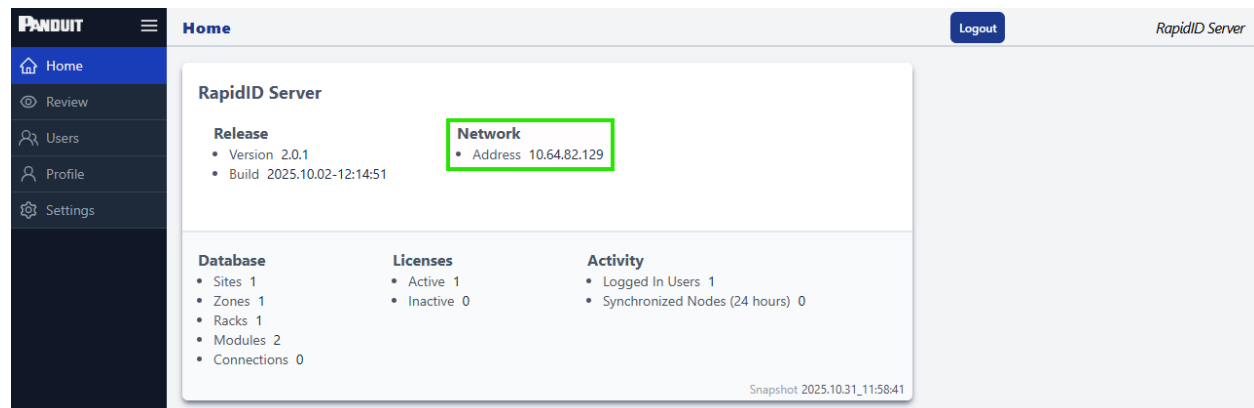 PANDUIT
Home
Logout
RapidID Server
Home
Review
Users
Profile
Settings
RapidID Server
Release
• Version 2.0.1
• Build 2025.10.02-12:14:51
Network
• Address 10.64.82.129
Database
• Sites 1
• Zones 1
• Racks 1
• Modules 2
• Connections 0
Licenses
• Active 1
• Inactive 0
Activity
• Logged In Users 1
• Synchronized Nodes (24 hours) 0
Snapshot 2025.10.31_11:58:41